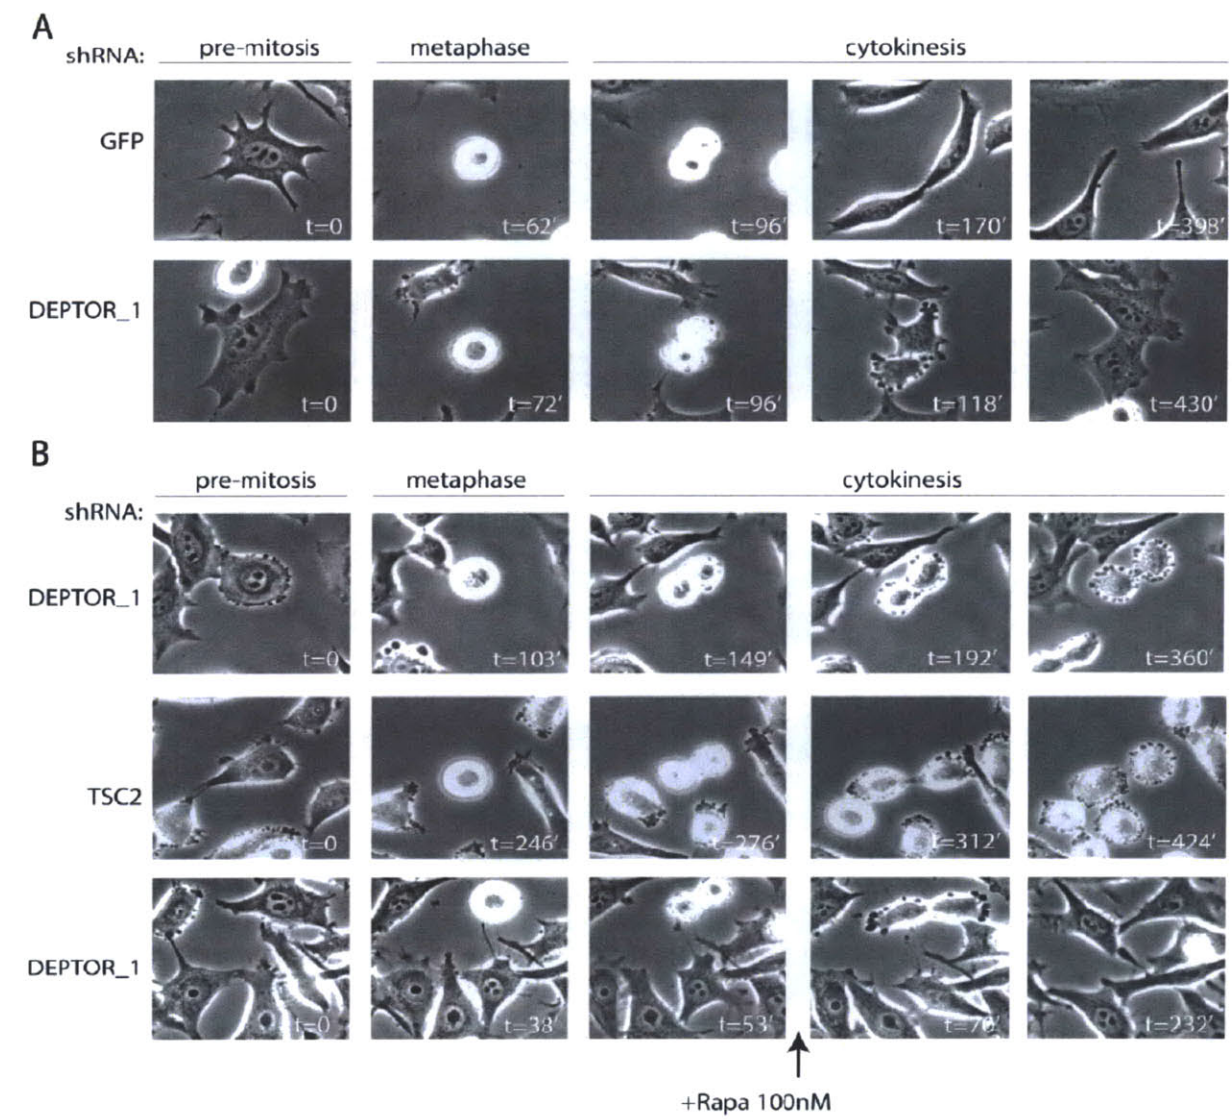 A
shRNA:
pre-mitosis
metaphase
cytokinesis
GFP
t=0
t=62'
t=96'
t=170'
t=398'
DEPTOR_1
t=0
t=72'
t=96'
t=118'
t=430'
B
pre-mitosis
metaphase
cytokinesis
shRNA:
DEPTOR_1
t=0
t=103'
t=149'
t=192'
t=360'
TSC2
t=0
t=246'
t=276'
t=312'
t=424'
DEPTOR_1
t=0
t=38'
t=53'
t=232'
+Rapa 100nM